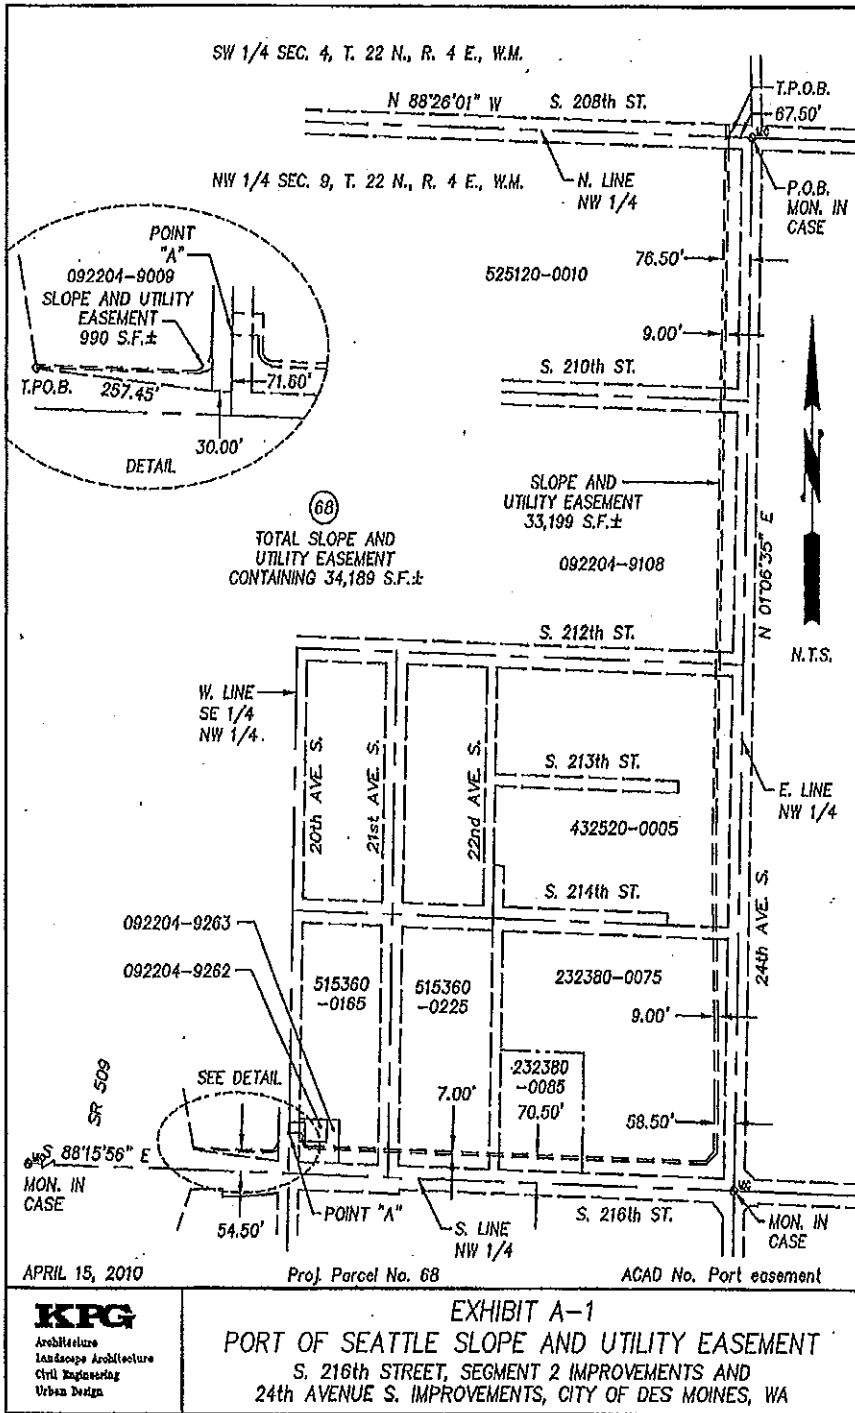 SW 1/4 SEC. 4, T. 22 N., R. 4 E., W.M.
N 88°26'01" W
S. 208th ST.
T.P.O.B.
67.50'
NW 1/4 SEC. 9, T. 22 N., R. 4 E., W.M.
N. LINE
NW 1/4
P.O.B.
MON. IN
CASE
POINT
"A"
092204-9009
SLOPE AND UTILITY
EASEMENT
990 S.F.±
T.P.O.B.
257.45'
71.60'
30.00'
DETAIL
525120-0010
76.50'
9.00'
S. 210th ST.
SLOPE AND
UTILITY EASEMENT
33,199 S.F.±
092204-9108
N 01°06'35" E
N
N.T.S.
68
TOTAL SLOPE AND
UTILITY EASEMENT
CONTAINING 34,189 S.F.±
S. 212th ST.
W. LINE
SE 1/4
NW 1/4.
20th AVE. S.
21st AVE. S.
22nd AVE. S.
S. 213th ST.
432520-0005
E. LINE
NW 1/4
S. 214th ST.
24th AVE. S.
092204-9263
092204-9262
515360
-0165
515360
-0225
232380-0075
9.00'
232380
-0085
70.50'
7.00'
58.50'
SR 509
SEE DETAIL
S 88°15'56" E
MON. IN
CASE
54.50'
POINT "A"
S. LINE
NW 1/4
S. 216th ST.
MON. IN
CASE
APRIL 15, 2010
Proj. Parcel No. 68
ACAD No. Port easement
KPG
Architecture
Landscape Architecture
Civil Engineering
Urban Design
EXHIBIT A-1
PORT OF SEATTLE SLOPE AND UTILITY EASEMENT
S. 216th STREET, SEGMENT 2 IMPROVEMENTS AND
24th AVENUE S. IMPROVEMENTS, CITY OF DES MOINES, WA